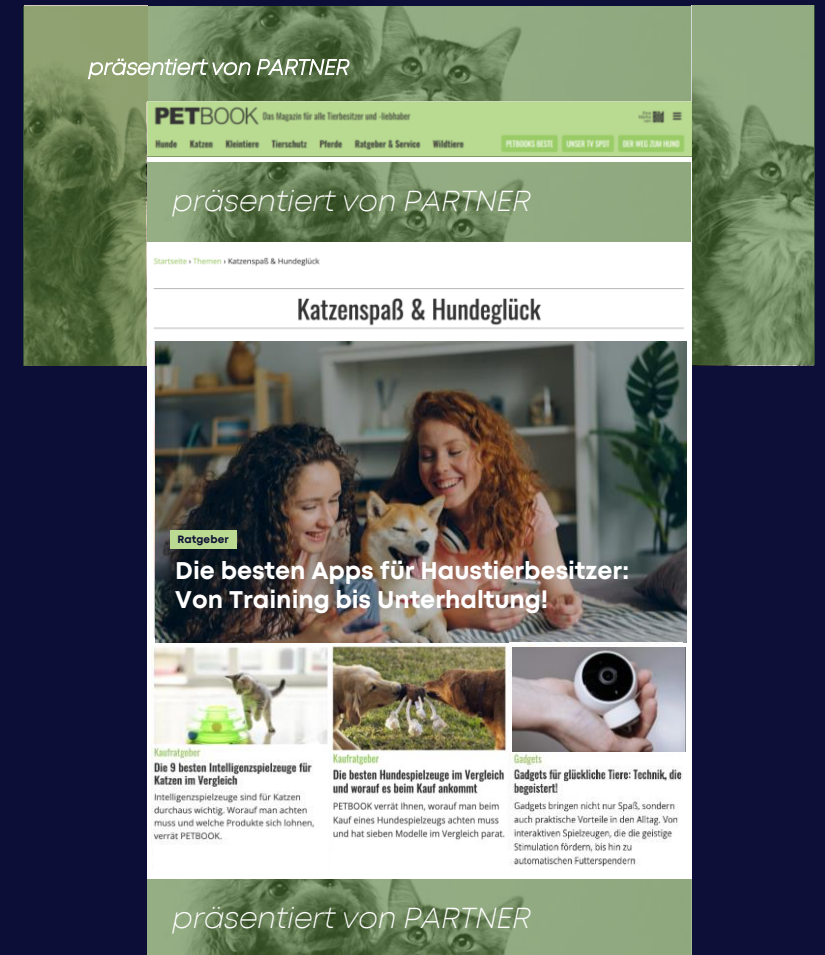 präsentiert von PARTNER
PETBOOK Das Magazin für alle Tierbesitzer und -liebhaber
Hunde Katzen Kleintiere Tierschutz Pferde Ratgeber & Service Wildtiere PETBOOKS BESTE UNSER TV SPOT DER WEG ZUM HUND
präsentiert von PARTNER
Startseite › Themen › Katzenspaß & Hundeglück
Katzenspaß & Hundeglück
Ratgeber
Die besten Apps für Haustierbesitzer:
Von Training bis Unterhaltung!
Kaufratgeber
Die 9 besten Intelligenzspielzeuge für
Katzen im Vergleich
Intelligenzspielzeuge sind für Katzen
durchaus wichtig. Worauf man achten
muss und welche Produkte sich lohnen,
verrät PETBOOK.
Kaufratgeber
Die besten Hundespielzeuge im Vergleich
und worauf es beim Kauf ankommt
PETBOOK verrät Ihnen, worauf man beim
Kauf eines Hundespielzeugs achten muss
und hat sieben Modelle im Vergleich parat.
Gadgets
Gadgets für glückliche Tiere: Technik, die
begeistert!
Gadgets bringen nicht nur Spaß, sondern
auch praktische Vorteile in den Alltag. Von
interaktiven Spielzeugen, die die geistige
Stimulation fördern, bis hin zu
automatischen Futterspendern
präsentiert von PARTNER